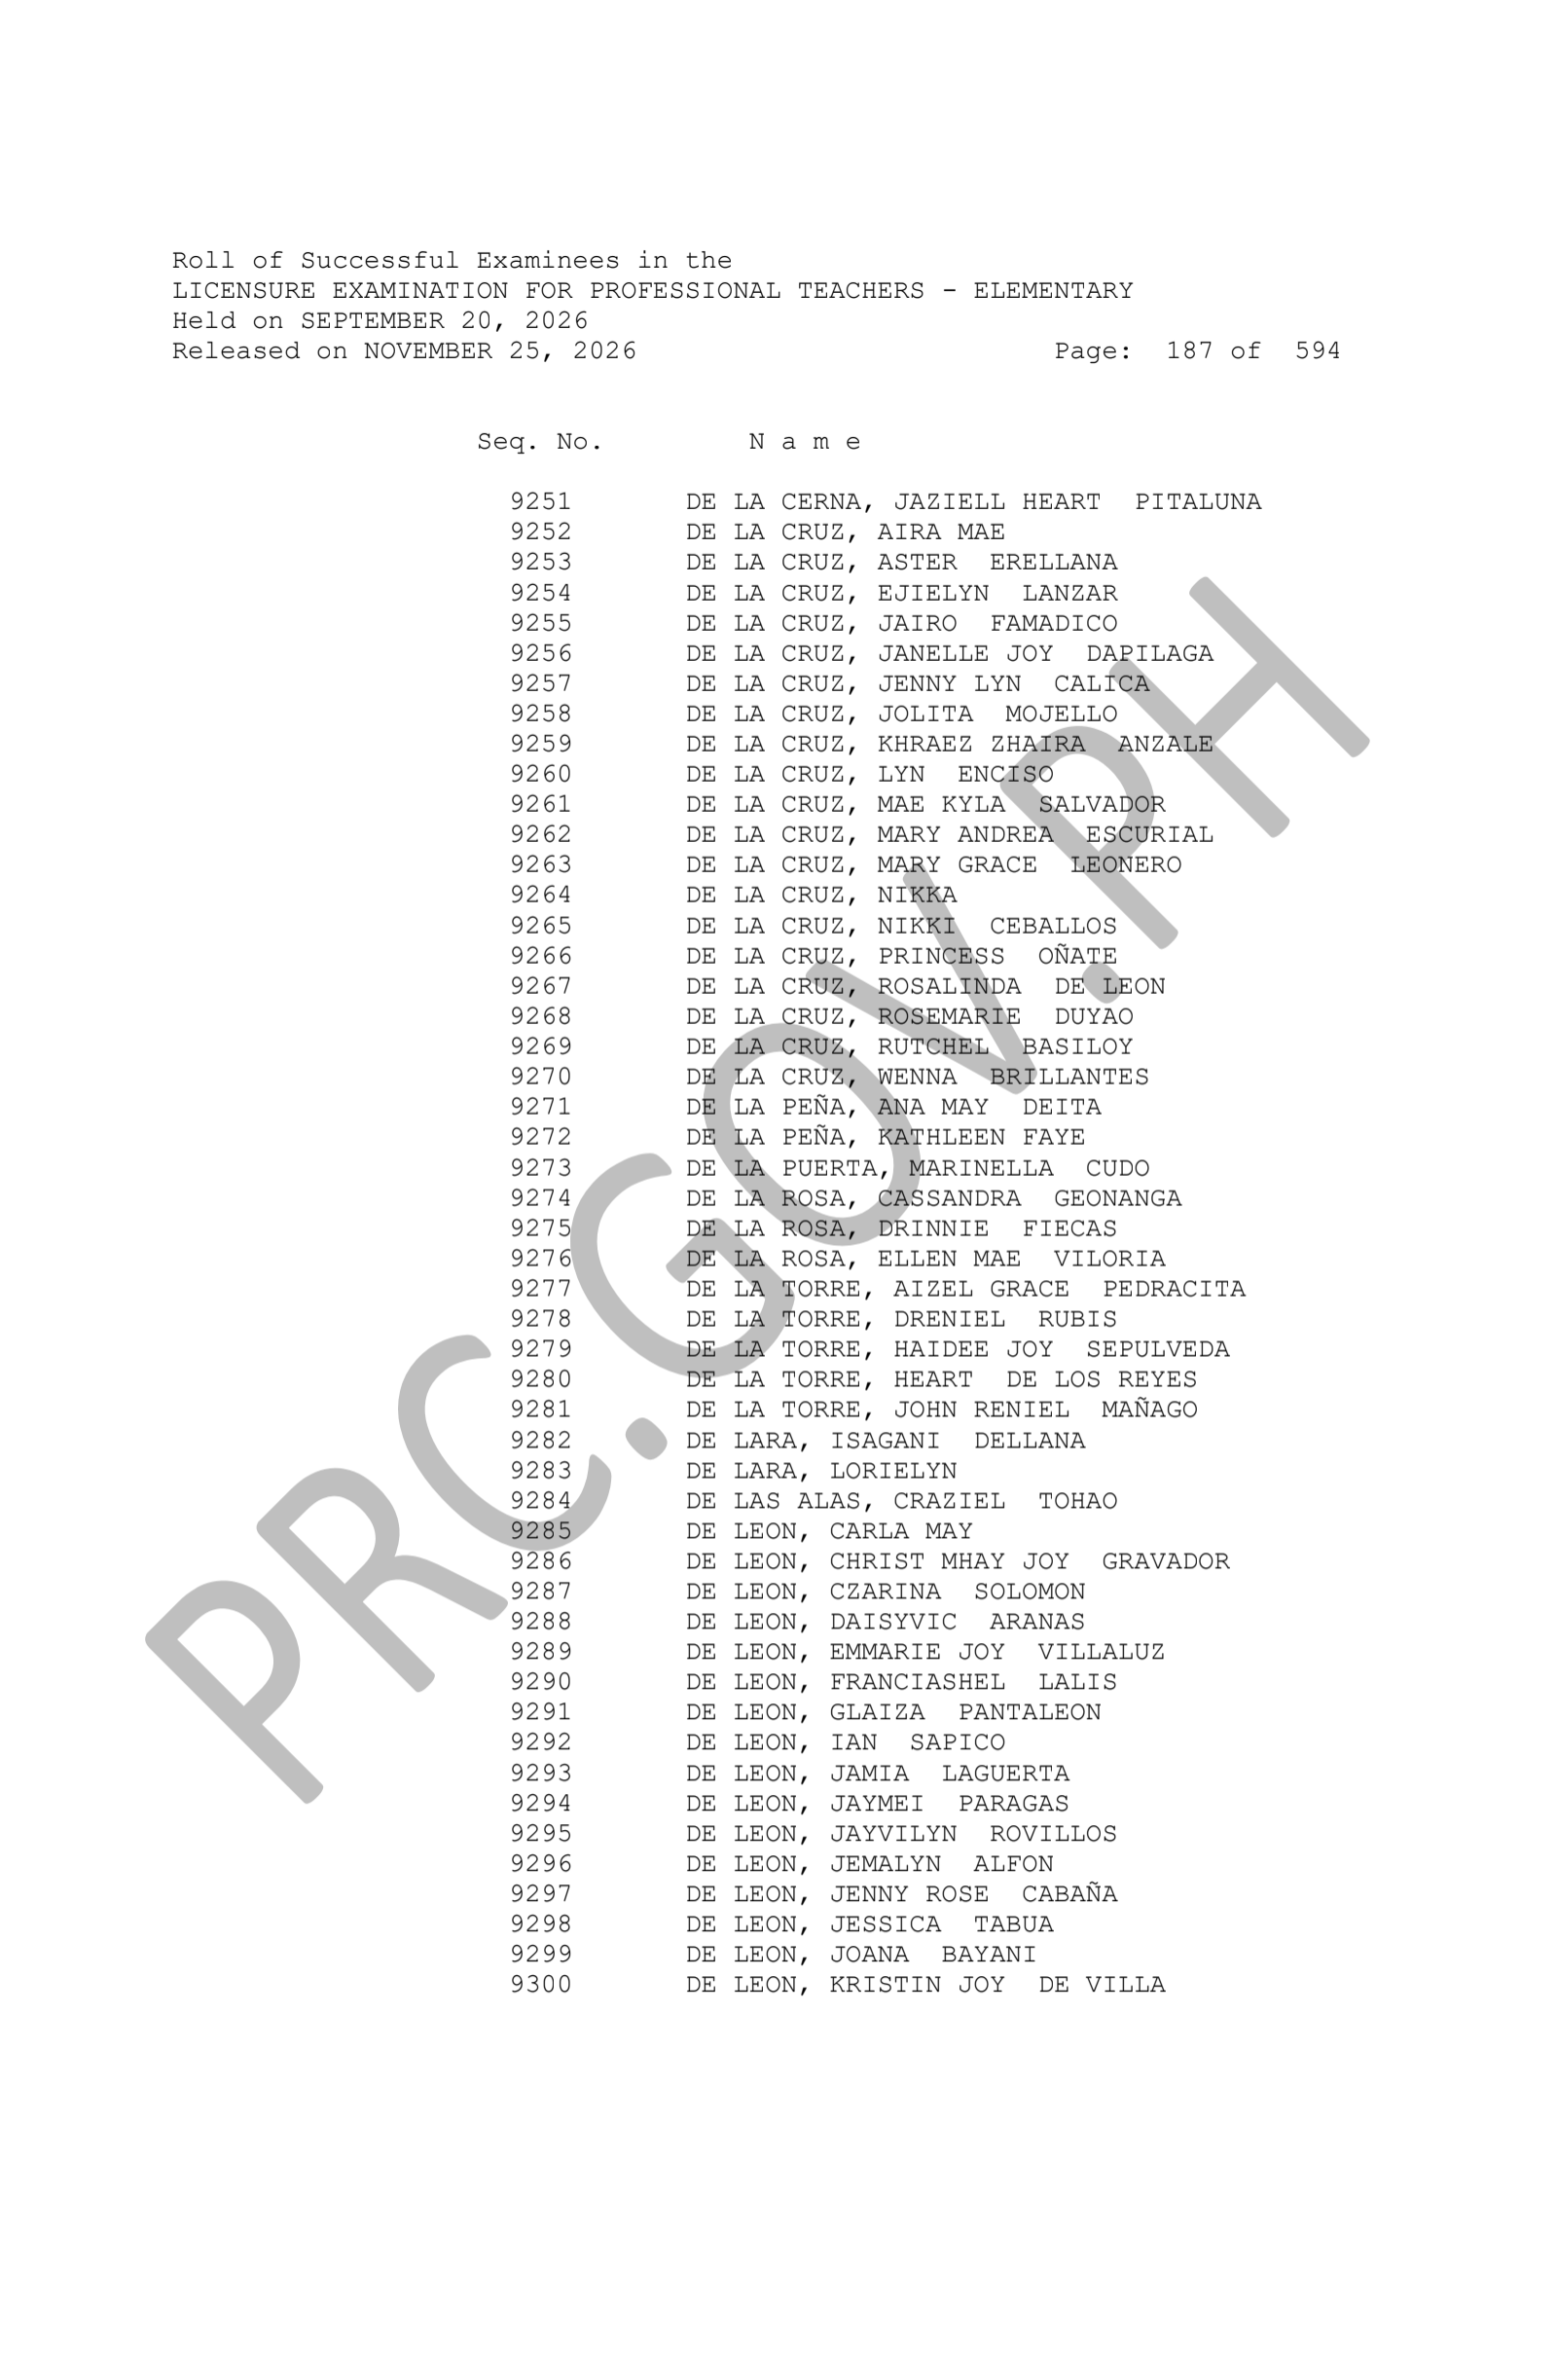 Roll of Successful Examinees in the
LICENSURE EXAMINATION FOR PROFESSIONAL TEACHERS - ELEMENTARY
Held on SEPTEMBER 20, 2026
Released on NOVEMBER 25, 2026 Page: 187 of 594
Seq. No. N a m e
9251 DE LA CERNA, JAZIELL HEART PITALUNA
9252 DE LA CRUZ, AIRA MAE
9253 DE LA CRUZ, ASTER ERELLANA
9254 DE LA CRUZ, EJIELYN LANZAR
9255 DE LA CRUZ, JAIRO FAMADICO
9256 DE LA CRUZ, JANELLE JOY DAPILAGA
9257 DE LA CRUZ, JENNY LYN CALICA
9258 DE LA CRUZ, JOLITA MOJELLO
9259 DE LA CRUZ, KHRAEZ ZHAIRA ANZALE
9260 DE LA CRUZ, LYN ENCISO
9261 DE LA CRUZ, MAE KYLA SALVADOR
9262 DE LA CRUZ, MARY ANDREA ESCURIAL
9263 DE LA CRUZ, MARY GRACE LEONERO
9264 DE LA CRUZ, NIKKA
9265 DE LA CRUZ, NIKKI CEBALLOS
9266 DE LA CRUZ, PRINCESS OÑATE
9267 DE LA CRUZ, ROSALINDA DE LEON
9268 DE LA CRUZ, ROSEMARIE DUYAO
9269 DE LA CRUZ, RUTCHEL BASILOY
9270 DE LA CRUZ, WENNA BRILLANTES
9271 DE LA PEÑA, ANA MAY DEITA
9272 DE LA PEÑA, KATHLEEN FAYE
9273 DE LA PUERTA, MARINELLA CUDO
9274 DE LA ROSA, CASSANDRA GEONANGA
9275 DE LA ROSA, DRINNIE FIECAS
9276 DE LA ROSA, ELLEN MAE VILORIA
9277 DE LA TORRE, AIZEL GRACE PEDRACITA
9278 DE LA TORRE, DRENIEL RUBIS
9279 DE LA TORRE, HAIDEE JOY SEPULVEDA
9280 DE LA TORRE, HEART DE LOS REYES
9281 DE LA TORRE, JOHN RENIEL MAÑAGO
9282 DE LARA, ISAGANI DELLANA
9283 DE LARA, LORIELYN
9284 DE LAS ALAS, CRAZIEL TOHAO
9285 DE LEON, CARLA MAY
9286 DE LEON, CHRIST MHAY JOY GRAVADOR
9287 DE LEON, CZARINA SOLOMON
9288 DE LEON, DAISYVIC ARANAS
9289 DE LEON, EMMARIE JOY VILLALUZ
9290 DE LEON, FRANCIASHEL LALIS
9291 DE LEON, GLAIZA PANTALEON
9292 DE LEON, IAN SAPICO
9293 DE LEON, JAMIA LAGUERTA
9294 DE LEON, JAYMEI PARAGAS
9295 DE LEON, JAYVILYN ROVILLOS
9296 DE LEON, JEMALYN ALFON
9297 DE LEON, JENNY ROSE CABAÑA
9298 DE LEON, JESSICA TABUA
9299 DE LEON, JOANA BAYANI
9300 DE LEON, KRISTIN JOY DE VILLA
PRC.GOV.PH